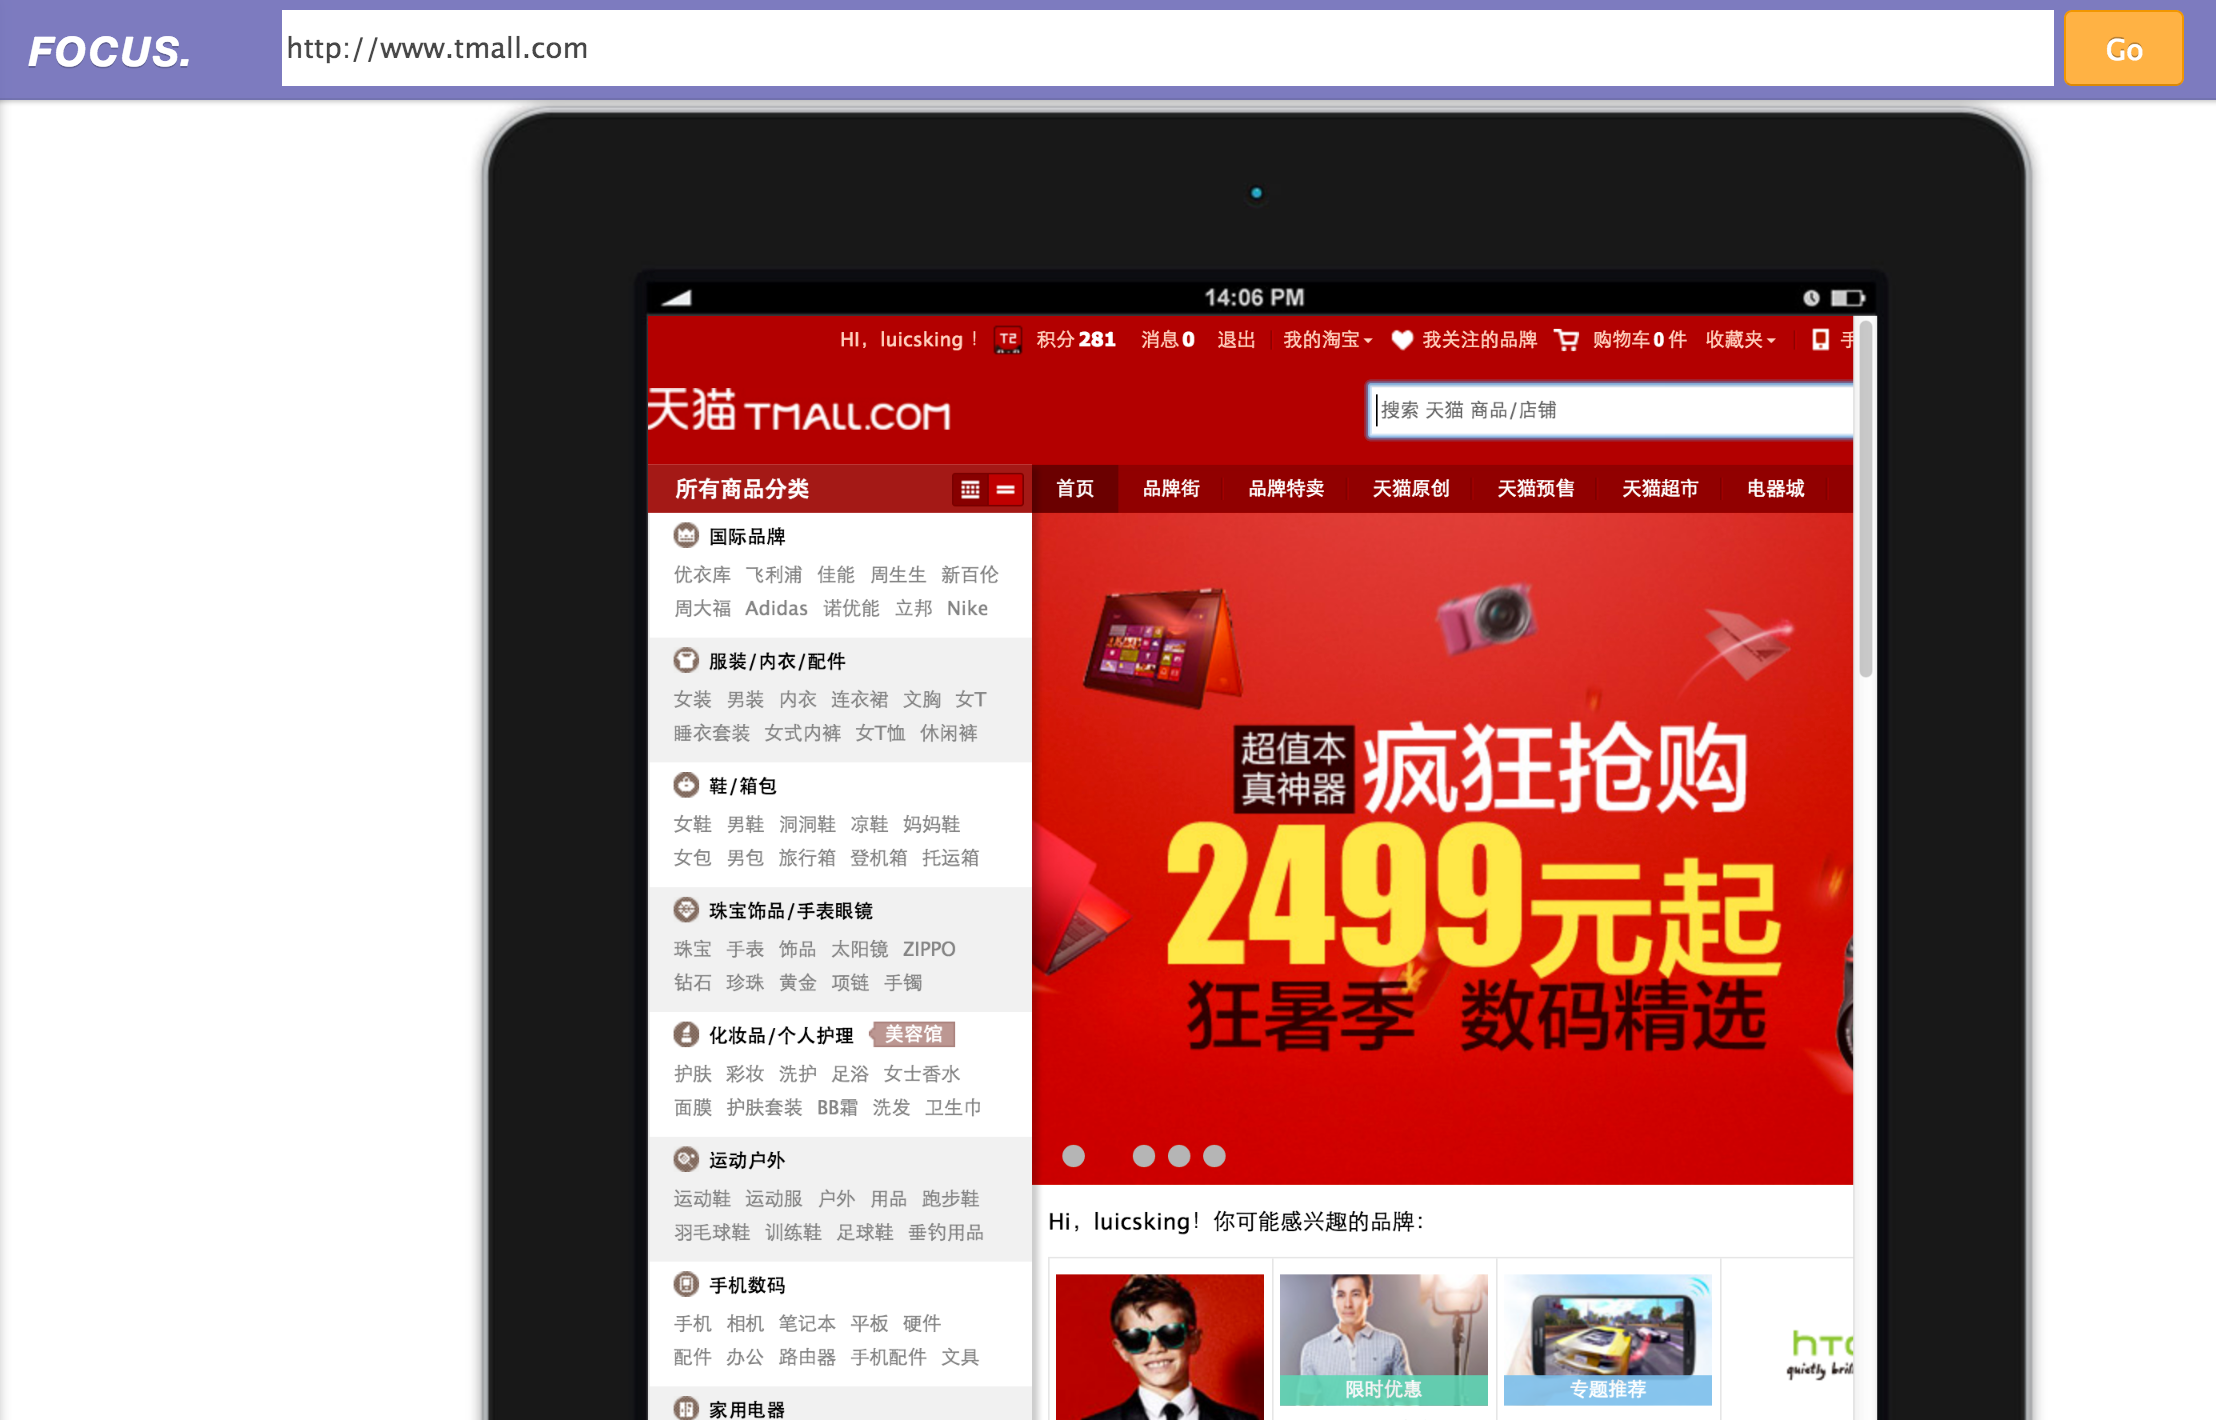 FOCUS.
http://www.tmall.com
Go
14:06 PM
HI，luicsking！ T2 积分281 消息0 退出 我的淘宝 我关注的品牌 购物车0件 收藏夹 手
天猫 TMALL.COM
搜索 天猫 商品/店铺
所有商品分类
首页 品牌街 品牌特卖 天猫原创 天猫预售 天猫超市 电器城
国际品牌
优衣库 飞利浦 佳能 周生生 新百伦
周大福 Adidas 诺优能 立邦 Nike
服装/内衣/配件
女装 男装 内衣 连衣裙 文胸 女T
睡衣套装 女式内裤 女T恤 休闲裤
鞋/箱包
女鞋 男鞋 洞洞鞋 凉鞋 妈妈鞋
女包 男包 旅行箱 登机箱 托运箱
珠宝饰品/手表眼镜
珠宝 手表 饰品 太阳镜 ZIPPO
钻石 珍珠 黄金 项链 手镯
化妆品/个人护理 美容馆
护肤 彩妆 洗护 足浴 女士香水
面膜 护肤套装 BB霜 洗发 卫生巾
运动户外
运动鞋 运动服 户外 用品 跑步鞋
羽毛球鞋 训练鞋 足球鞋 垂钓用品
手机数码
手机 相机 笔记本 平板 硬件
配件 办公 路由器 手机配件 文具
家用电器
超值本
真神器
疯狂抢购
2499元起
狂暑季 数码精选
Hi，luicsking！你可能感兴趣的品牌：
限时优惠
专题推荐
htc
quietly bril